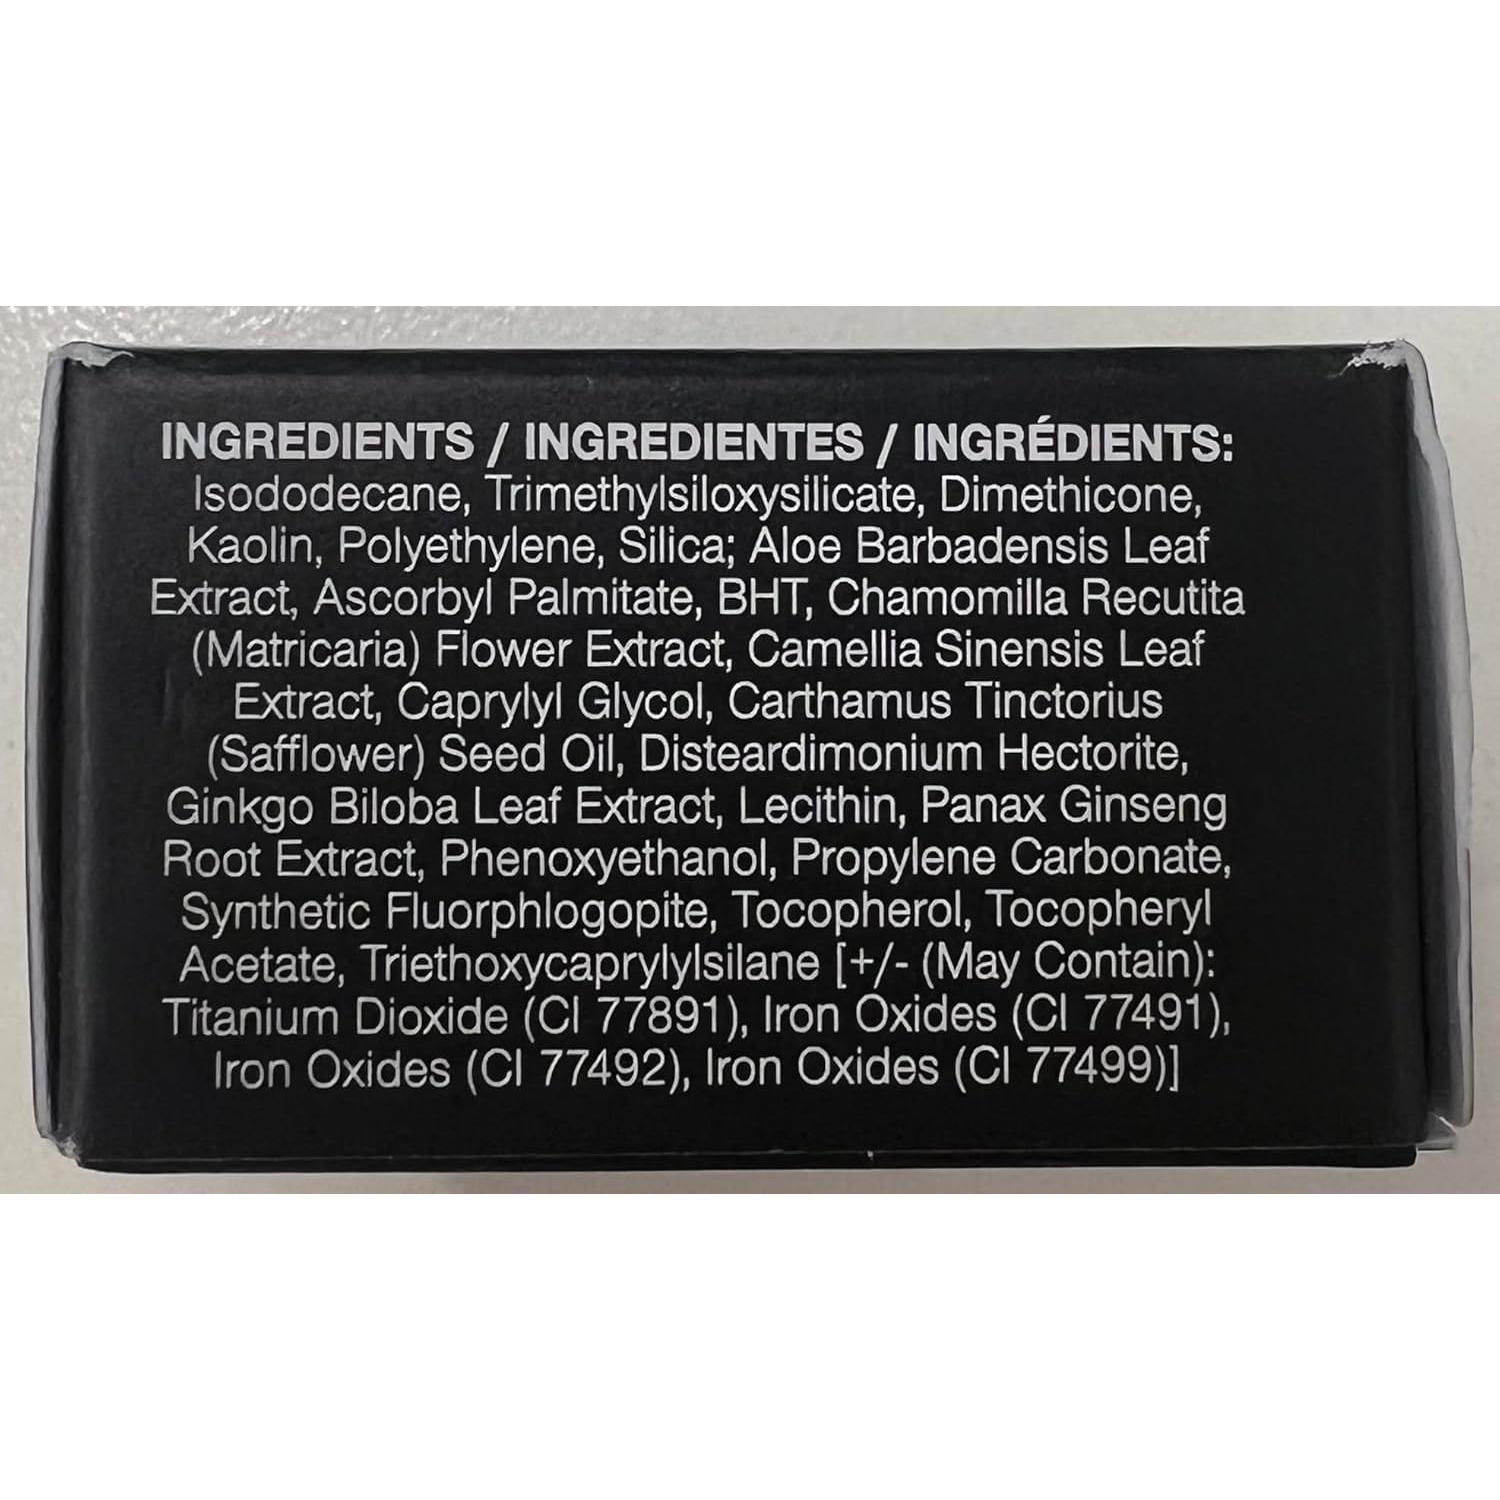 INGREDIENTS / INGREDIENTES / INGRÉDIENTS:
Isododecane, Trimethylsiloxysilicate, Dimethicone,
Kaolin, Polyethylene, Silica; Aloe Barbadensis Leaf
Extract, Ascorbyl Palmitate, BHT, Chamomilla Recutita
(Matricaria) Flower Extract, Camellia Sinensis Leaf
Extract, Caprylyl Glycol, Carthamus Tinctorius
(Safflower) Seed Oil, Disteardimonium Hectorite,
Ginkgo Biloba Leaf Extract, Lecithin, Panax Ginseng
Root Extract, Phenoxyethanol, Propylene Carbonate,
Synthetic Fluorphlogopite, Tocopherol, Tocopheryl
Acetate, Triethoxycaprylylsilane [+/- (May Contain):
Titanium Dioxide (CI 77891), Iron Oxides (CI 77491),
Iron Oxides (CI 77492), Iron Oxides (CI 77499)]